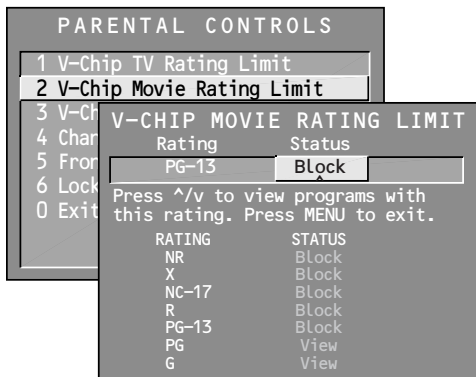 PARENTAL CONTROLS
1 V-Chip TV Rating Limit
2 V-Chip Movie Rating Limit
3 V-Ch
4 Chan
5 Fron
6 Lock
0 Exit
V-CHIP MOVIE RATING LIMIT
Rating Status
PG-13 Block
Press ^/v to view programs with
this rating. Press MENU to exit.
RATING STATUS
NR Block
X Block
NC-17 Block
R Block
PG-13 Block
PG View
G View